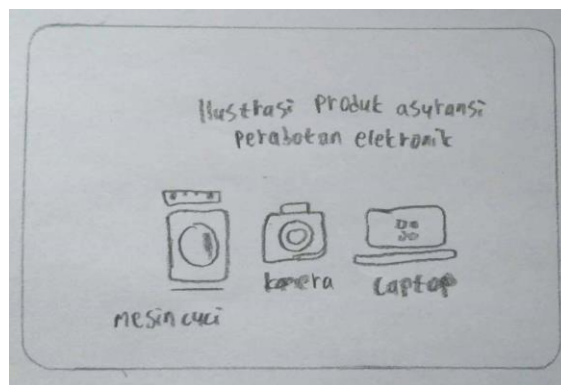 Ilustrasi produk asuransi
perabotan elektronik
kamera
Laptop
mesin cuci